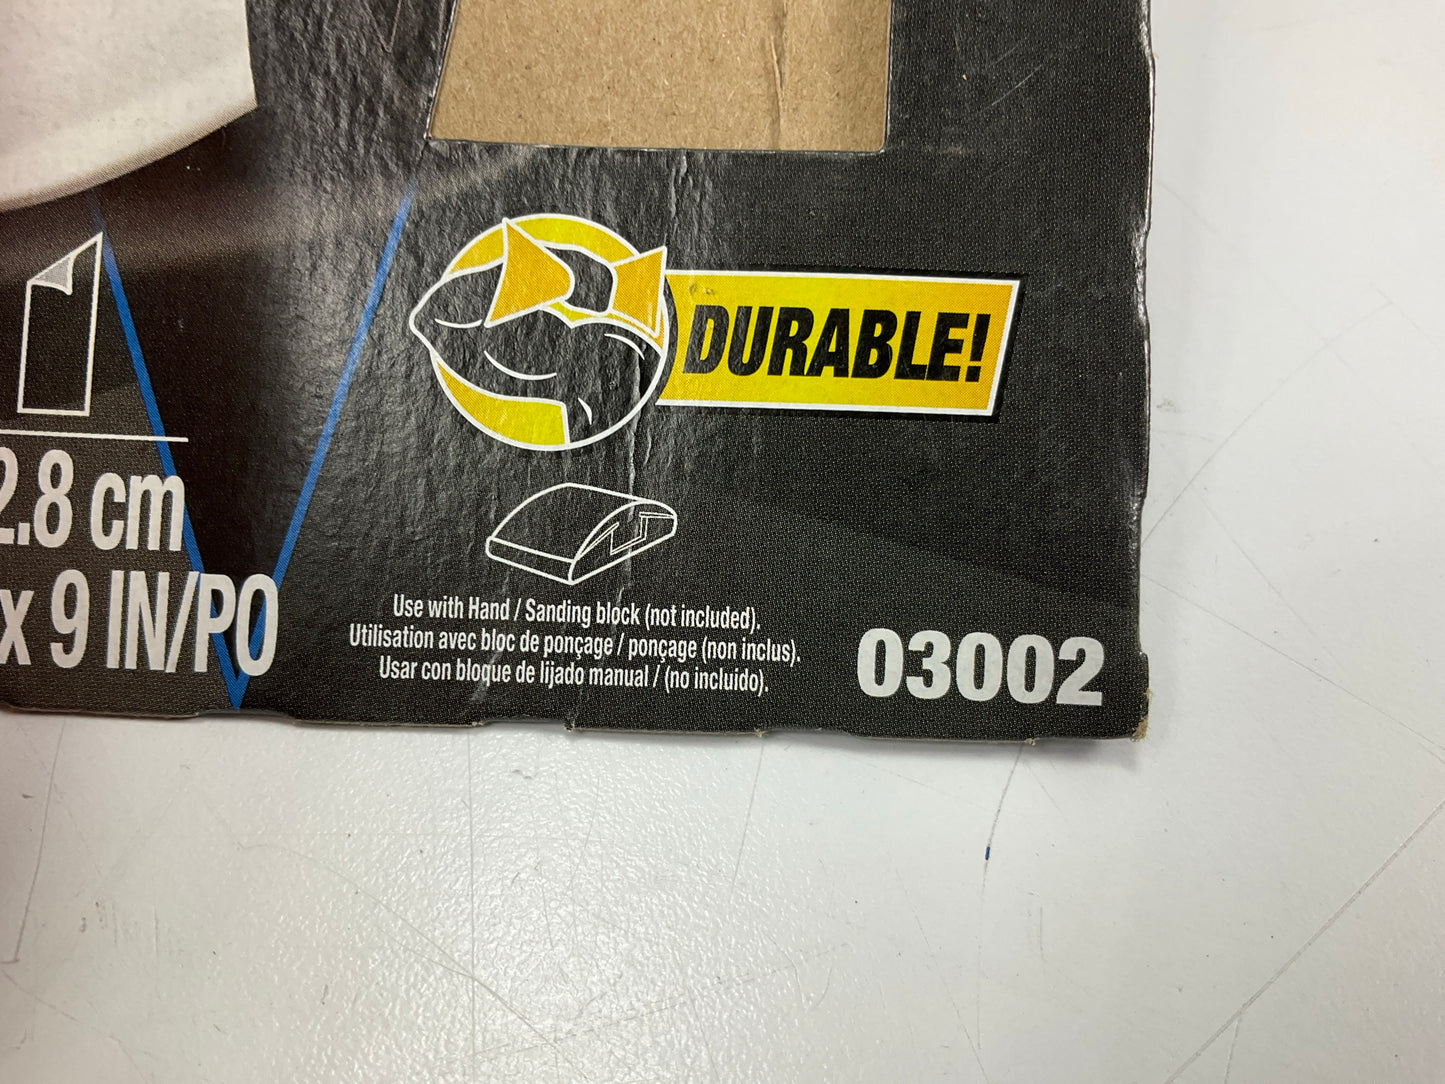 DURABLE!
2.8 cm
x 9 IN/PO
Use with Hand / Sanding block (not included).
Utilisation avec bloc de ponçage / ponçage (non inclus).
Usar con bloque de lijado manual / (no incluido).
03002